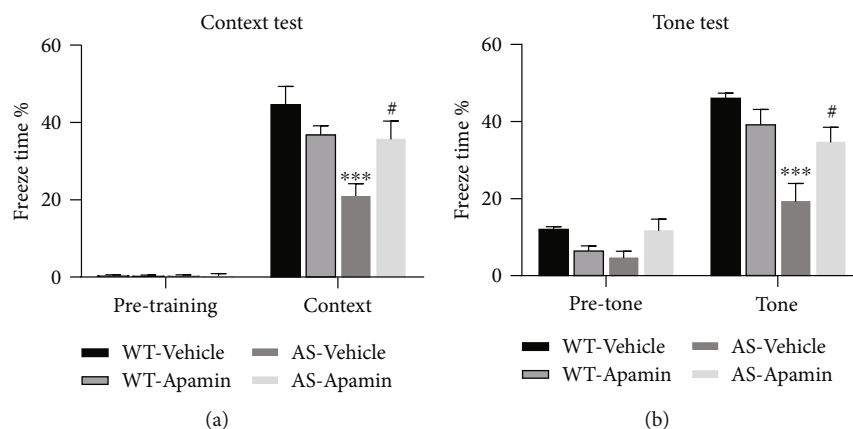 Context test
60
40
20
0
Freeze time %
#
***
Pre-training
Context
WT-Vehicle
AS-Vehicle
WT-Apamin
AS-Apamin
(a)
Tone test
60
40
20
0
Freeze time %
#
***
Pre-tone
Tone
WT-Vehicle
AS-Vehicle
WT-Apamin
AS-Apamin
(b)